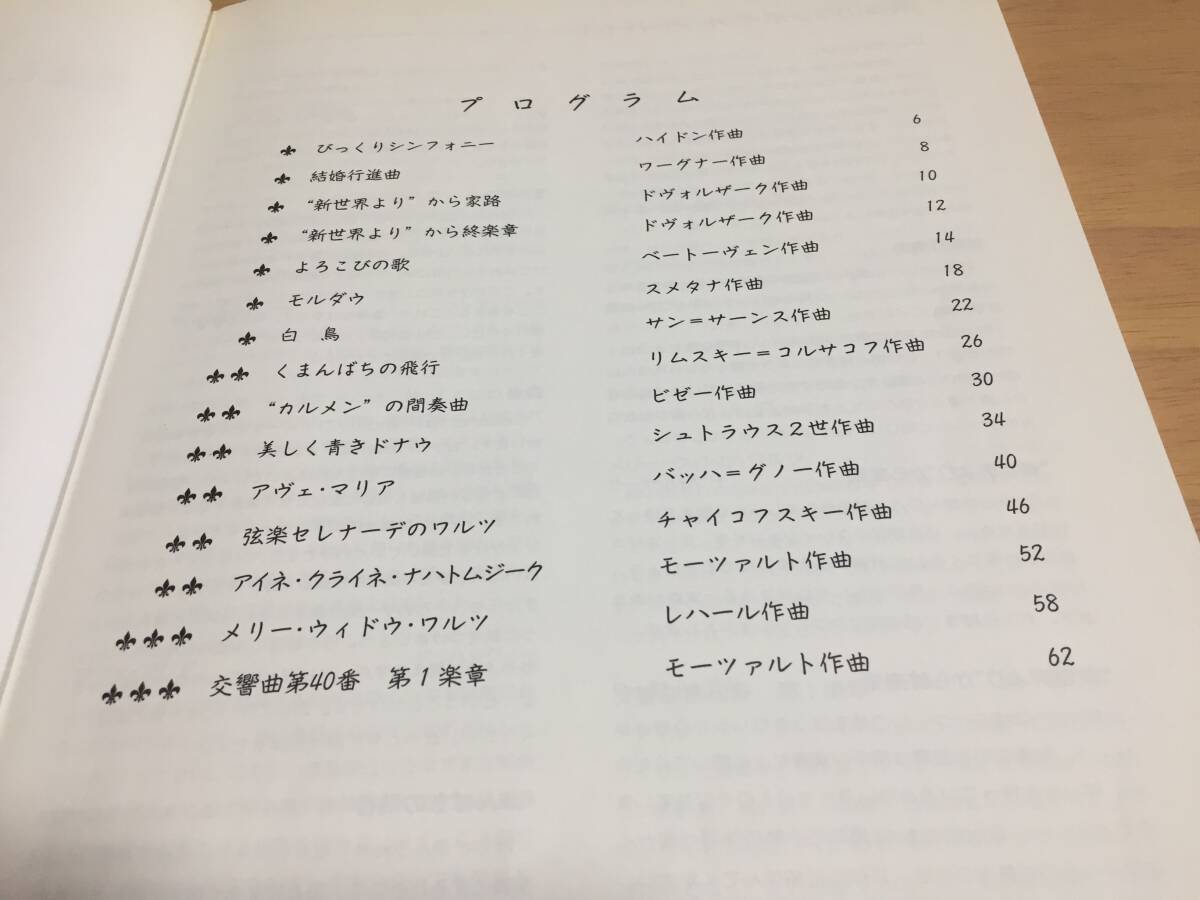 プログラム
⚜ びっくりシンフォニー ハイドン作曲 6
⚜ 結婚行進曲 ワーグナー作曲 8
⚜ “新世界より”から家路 ドヴォルザーク作曲 10
⚜ “新世界より”から終楽章 ドヴォルザーク作曲 12
⚜ よろこびの歌 ベートーヴェン作曲 14
⚜ モルダウ スメタナ作曲 18
⚜ 白鳥 サン=サーンス作曲 22
⚜⚜ くまんばちの飛行 リムスキー=コルサコフ作曲 26
⚜⚜ “カルメン”の間奏曲 ビゼー作曲 30
⚜⚜ 美しく青きドナウ シュトラウス2世作曲 34
⚜⚜ アヴェ・マリア バッハ=グノー作曲 40
⚜⚜ 弦楽セレナーデのワルツ チャイコフスキー作曲 46
⚜⚜ アイネ・クライネ・ナハトムジーク モーツァルト作曲 52
⚜⚜⚜ メリー・ウィドウ・ワルツ レハール作曲 58
⚜⚜⚜ 交響曲第40番 第1楽章 モーツァルト作曲 62